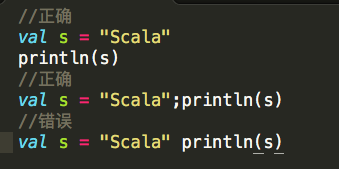 //正确
val s = "Scala"
println(s)
//正确
val s = "Scala";println(s)
//错误
val s = "Scala" println(s)